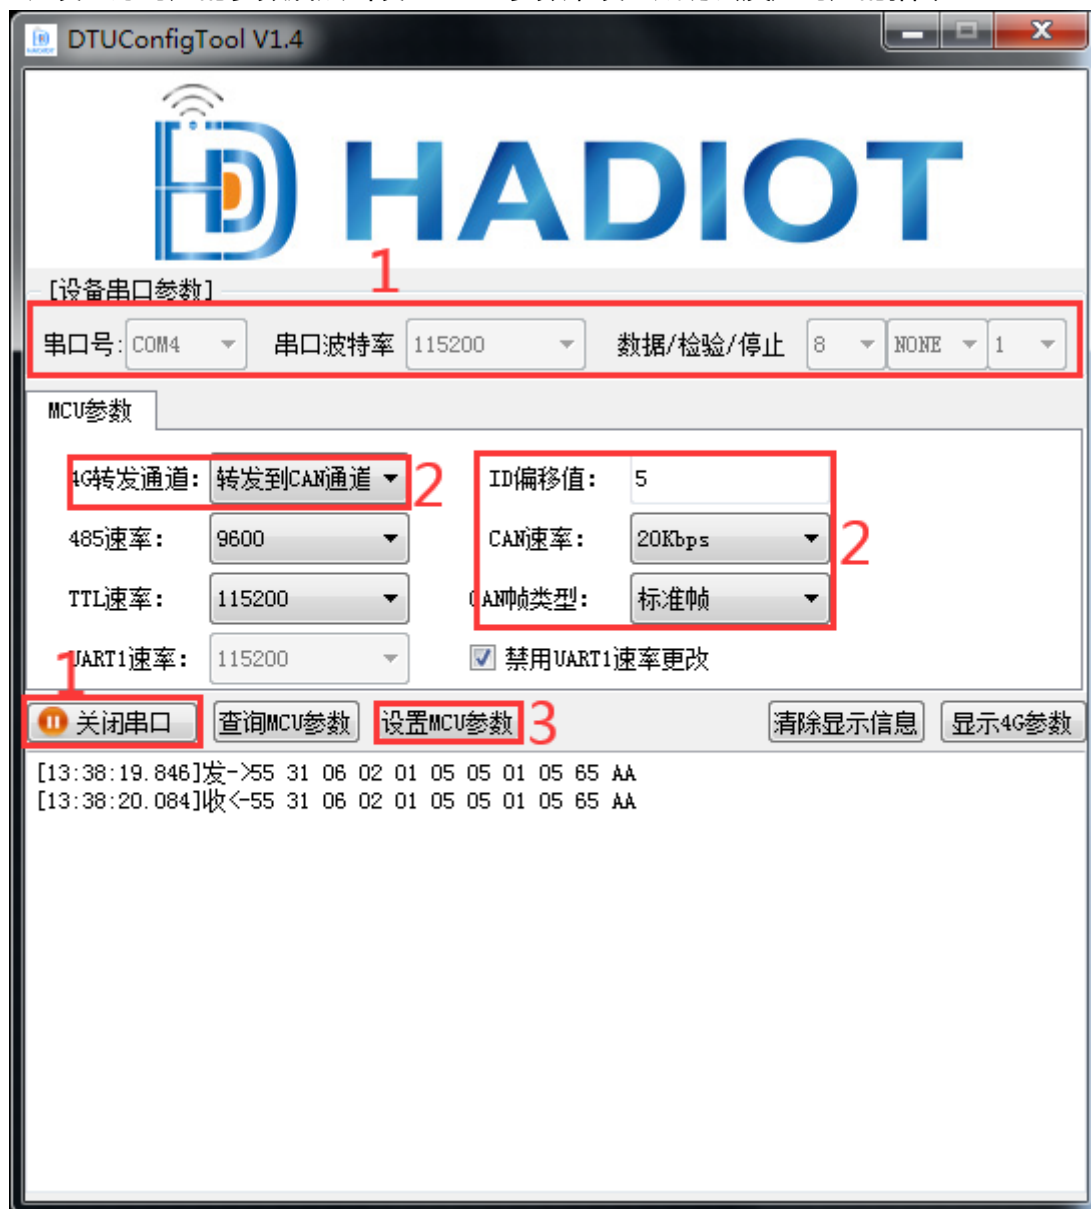 DTUConfigTool V1.4
HADIOT
1
[设备串口参数]
串口号: COM4 串口波特率 115200 数据/检验/停止 8 NONE 1
MCU参数
4G转发通道: 转发到CAN通道 2 ID偏移值: 5
485速率: 9600 CAN速率: 20Kbps 2
TTL速率: 115200 CAN帧类型: 标准帧
UART1速率: 115200 禁用UART1速率更改
1
关闭串口 查询MCU参数 设置MCU参数 3 清除显示信息 显示4G参数
[13:38:19.846]发->55 31 06 02 01 05 05 01 05 65 AA
[13:38:20.084]收<-55 31 06 02 01 05 05 01 05 65 AA